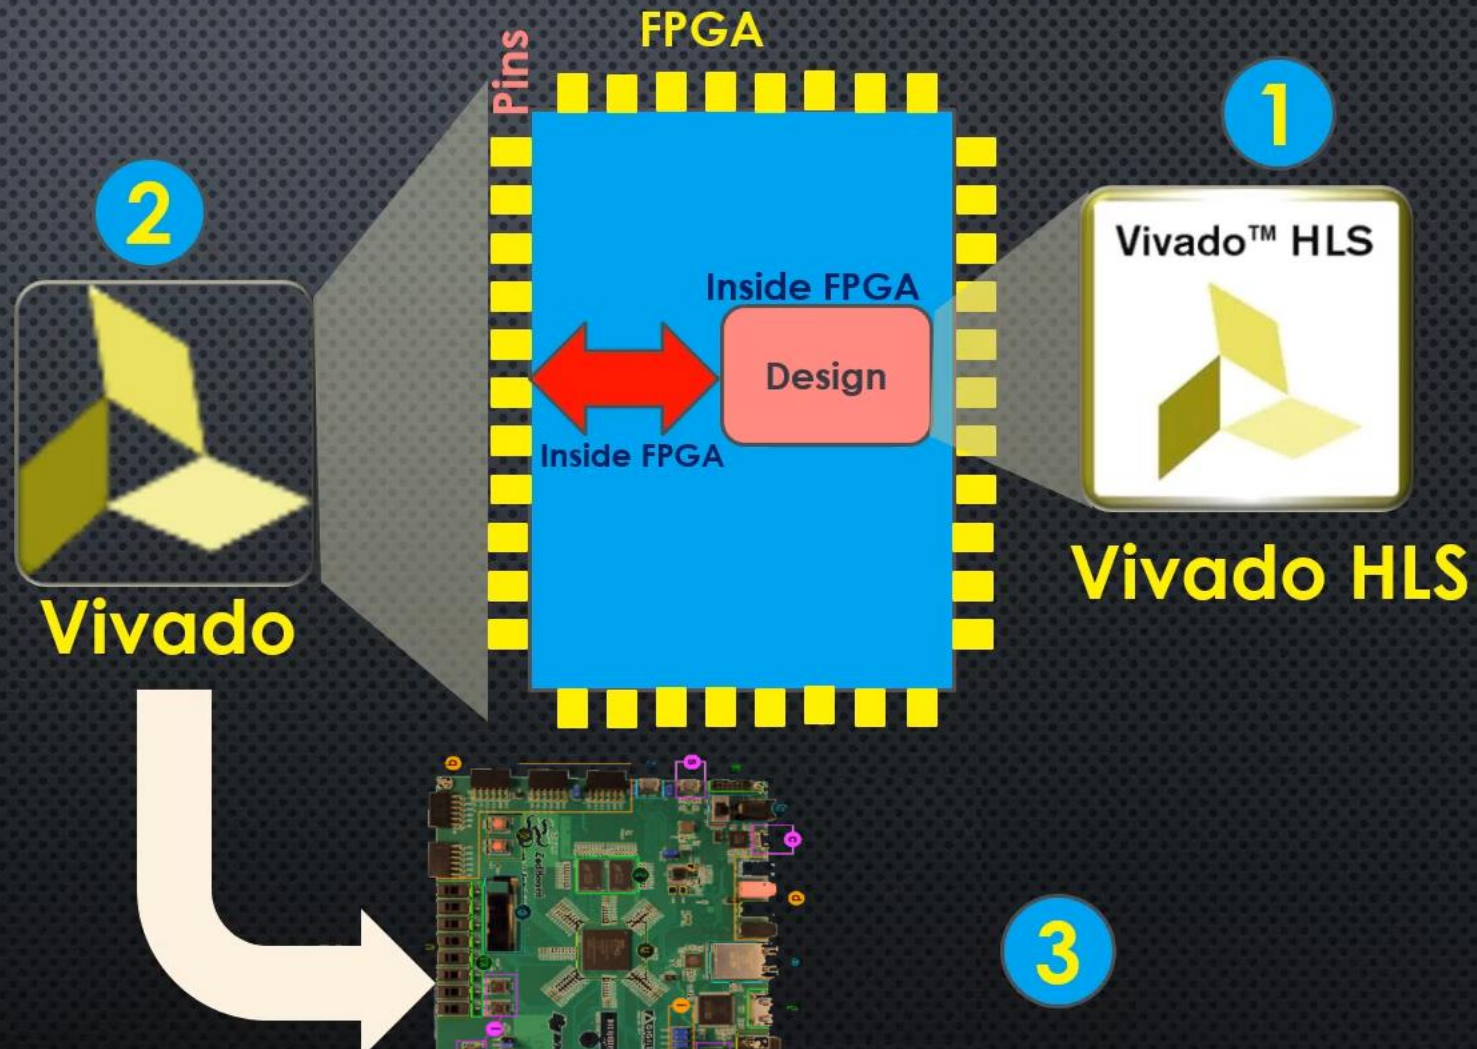 FPGA
Pins
1
Vivado™ HLS
2
Inside FPGA
Design
Inside FPGA
Vivado HLS
Vivado
3